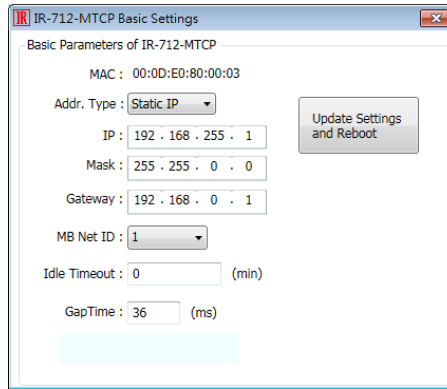 IR IR-712-MTCP Basic Settings
Basic Parameters of IR-712-MTCP
MAC : 00:0D:E0:80:00:03
Addr. Type : Static IP
Update Settings
and Reboot
IP : 192 . 168 . 255 . 1
Mask : 255 . 255 . 0 . 0
Gateway : 192 . 168 . 0 . 1
MB Net ID : 1
Idle Timeout : 0 (min)
GapTime : 36 (ms)